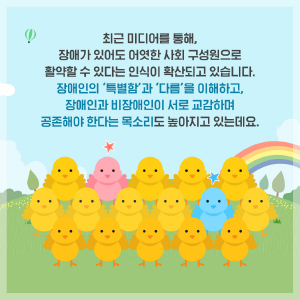 최근 미디어를 통해,
장애가 있어도 어엿한 사회 구성원으로
활약할 수 있다는 인식이 확산되고 있습니다.
장애인의 '특별함'과 '다름'을 이해하고,
장애인과 비장애인이 서로 교감하며
공존해야 한다는 목소리도 높아지고 있는데요.